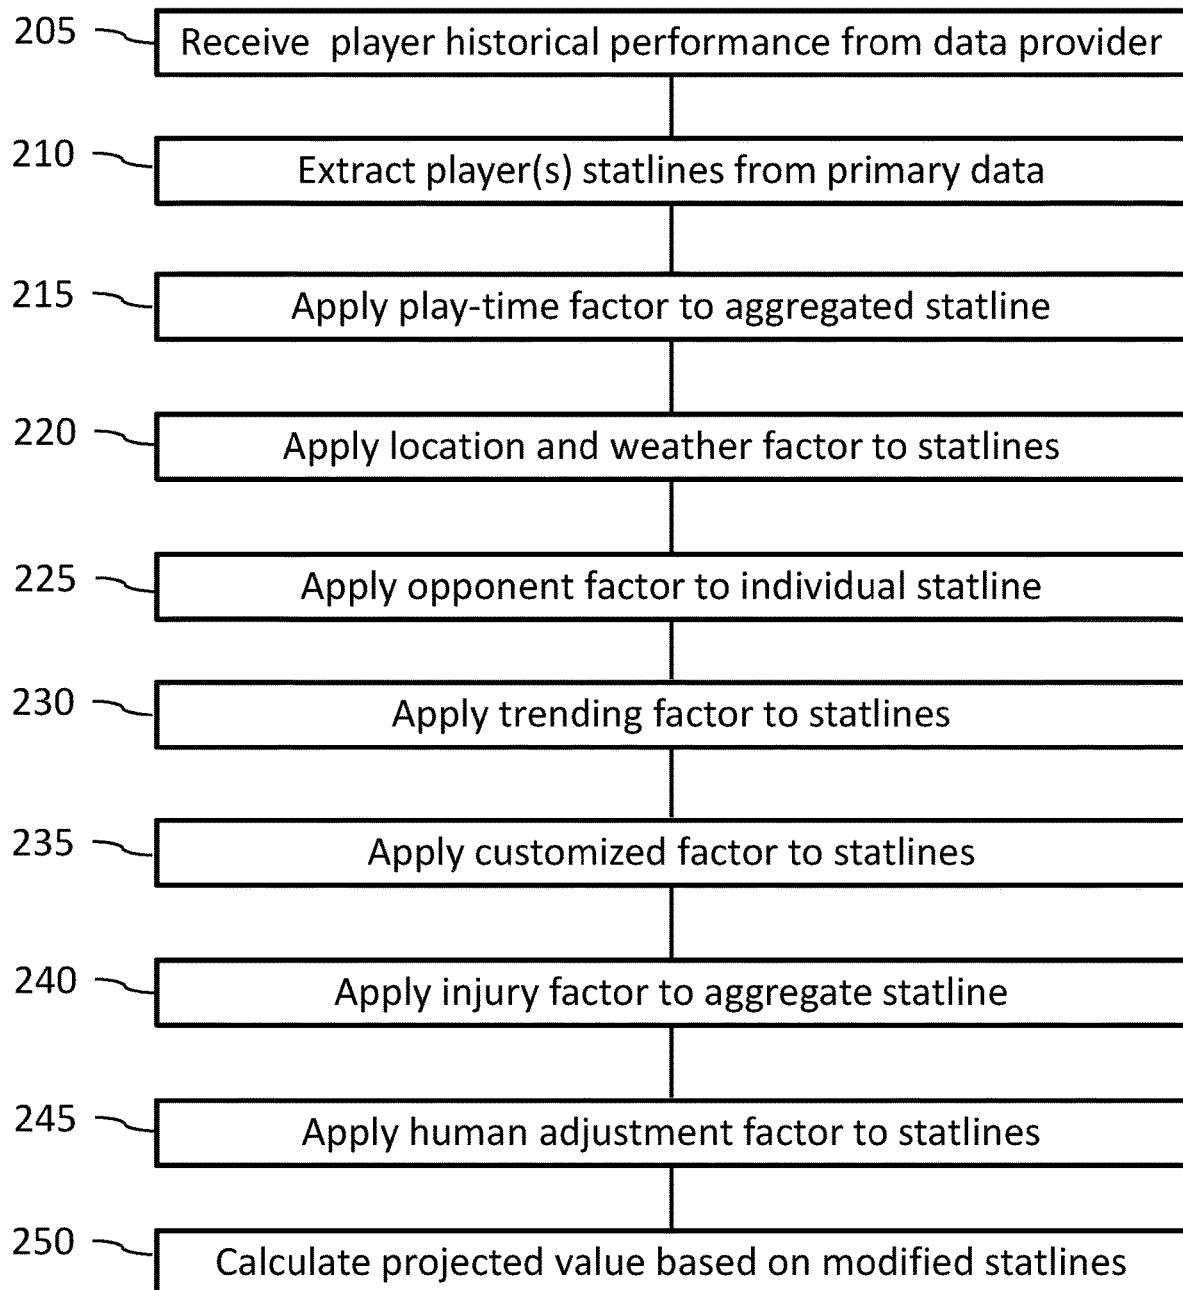 205 Receive player historical performance from data provider
210 Extract player(s) statlines from primary data
215 Apply play-time factor to aggregated statline
220 Apply location and weather factor to statlines
225 Apply opponent factor to individual statline
230 Apply trending factor to statlines
235 Apply customized factor to statlines
240 Apply injury factor to aggregate statline
245 Apply human adjustment factor to statlines
250 Calculate projected value based on modified statlines